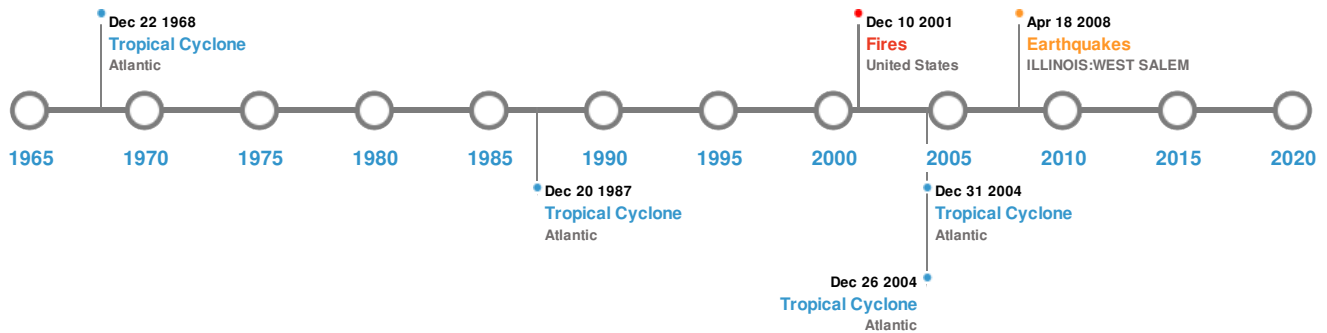 Dec 22 1968
Tropical Cyclone
Atlantic
Dec 10 2001
Fires
United States
Apr 18 2008
Earthquakes
ILLINOIS:WEST SALEM
1965 1970 1975 1980 1985 1990 1995 2000 2005 2010 2015 2020
Dec 20 1987
Tropical Cyclone
Atlantic
Dec 31 2004
Tropical Cyclone
Atlantic
Dec 26 2004
Tropical Cyclone
Atlantic